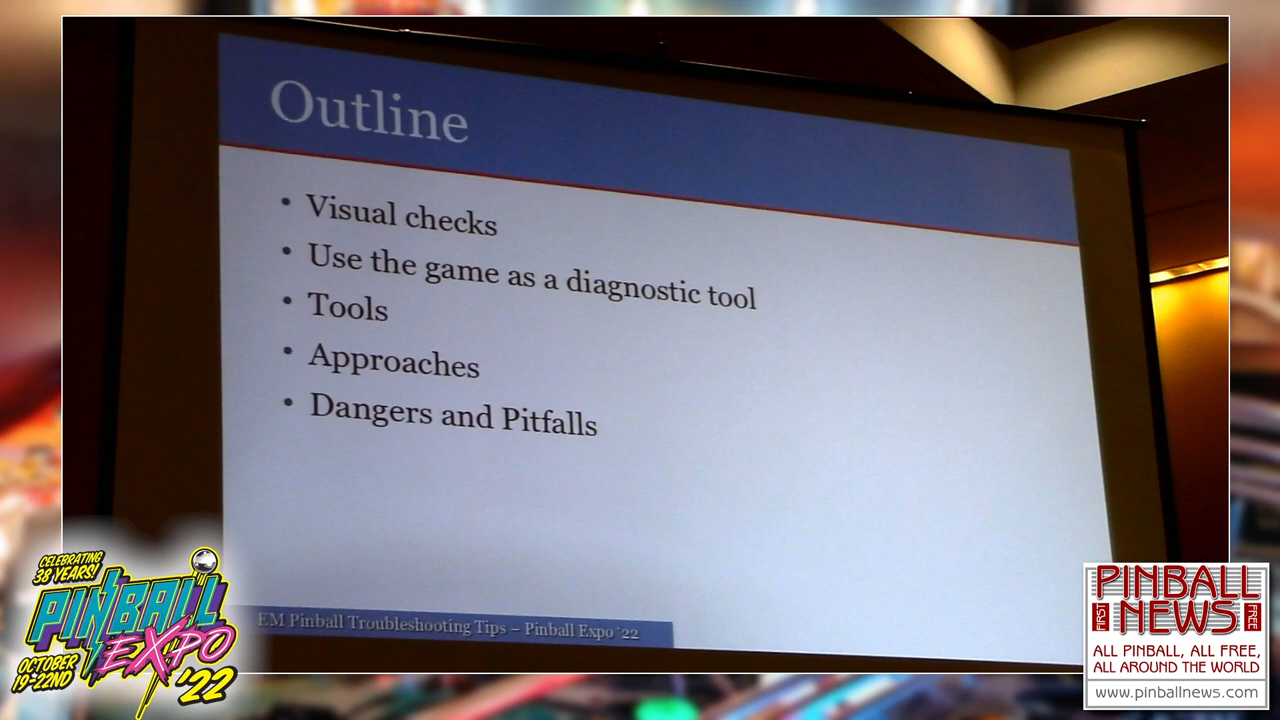 Outline
• Visual checks
• Use the game as a diagnostic tool
• Tools
• Approaches
• Dangers and Pitfalls
EM Pinball Troubleshooting Tips – Pinball Expo '22
CELEBRATING
38 YEARS!
PINBALL
EXPO
OCTOBER
19-22ND
'22
PINBALL
FIRST NEWS FREE
ALL PINBALL, ALL FREE,
ALL AROUND THE WORLD
www.pinballnews.com